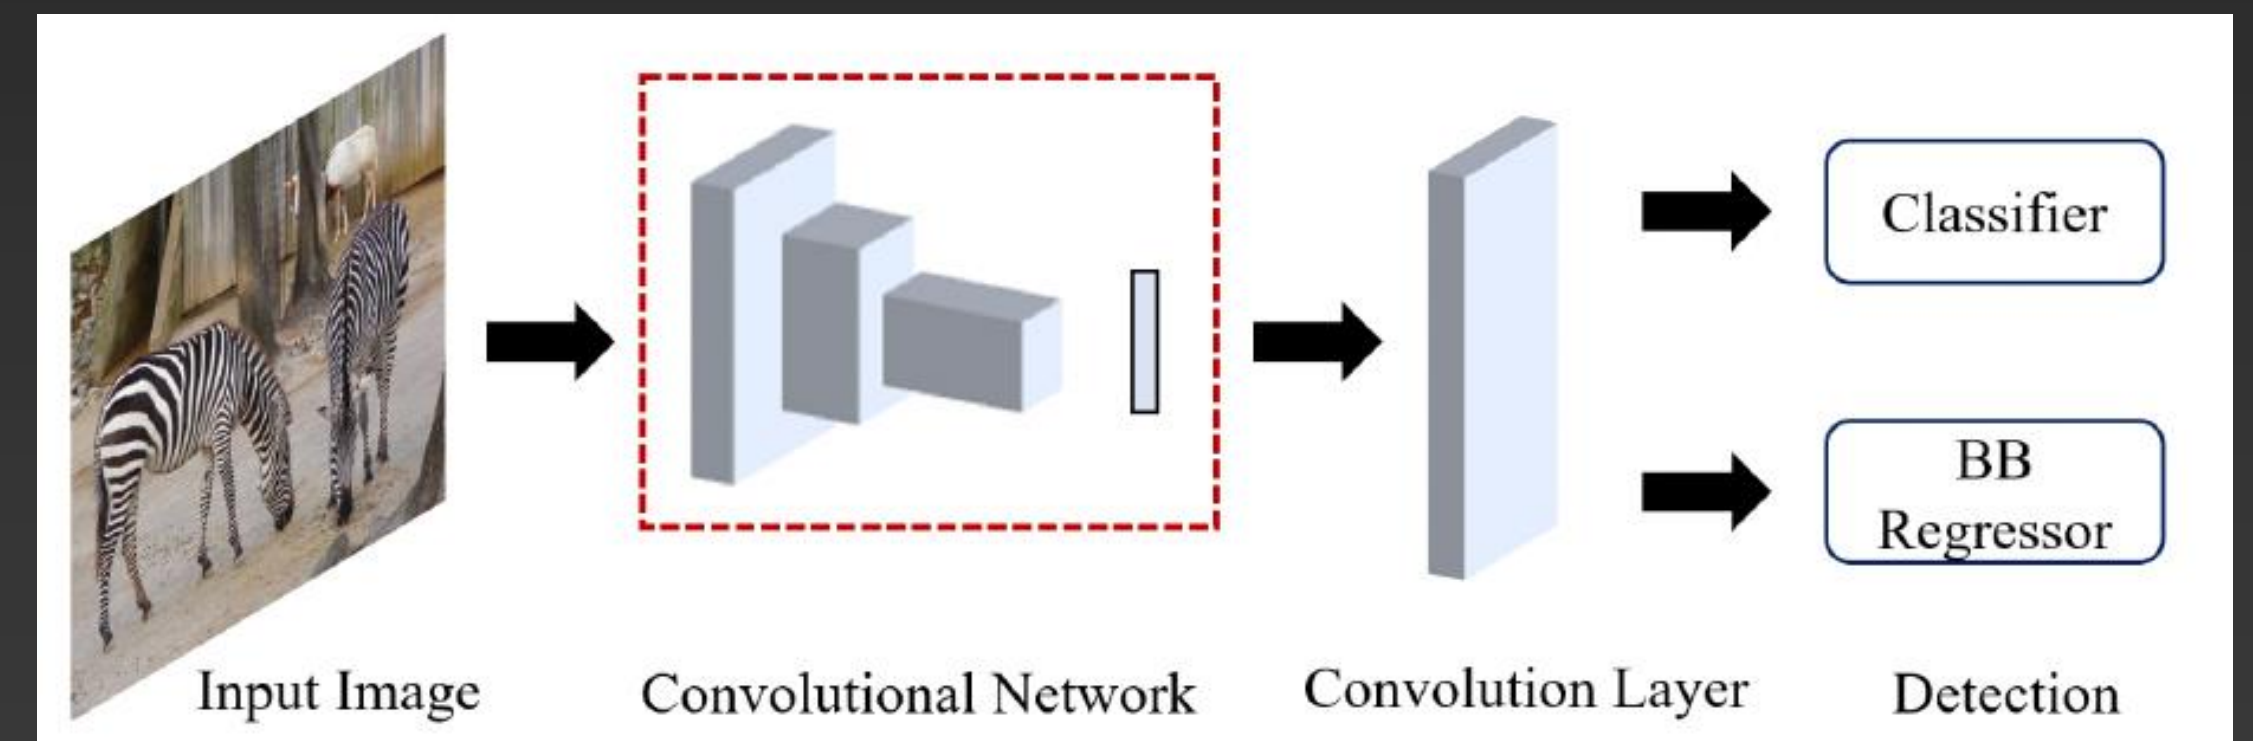 Classifier
BB
Regressor
Input Image
Convolutional Network
Convolution Layer
Detection